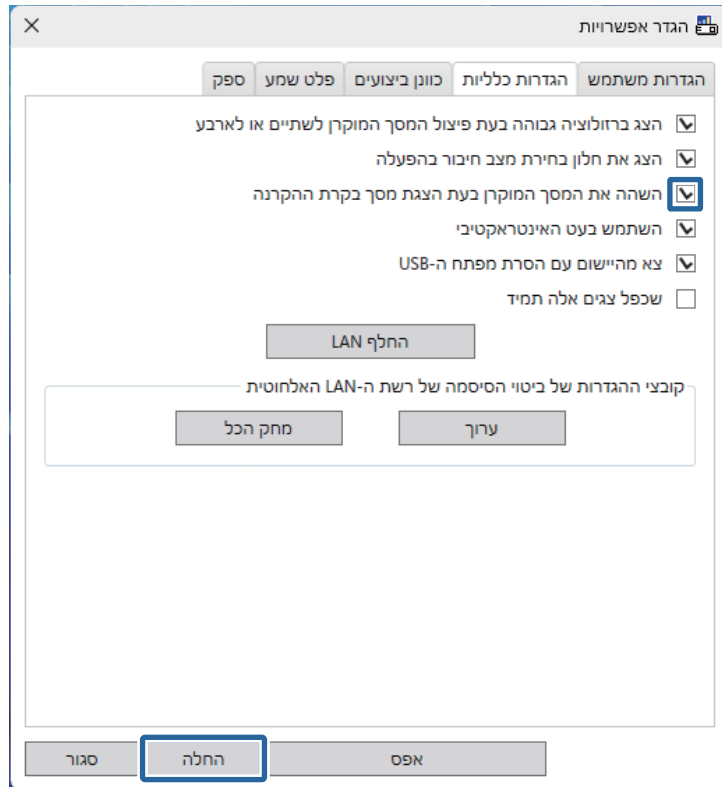 הגדר אפשרויות
הגדרות משתמש
הגדרות כלליות
כוונן ביצועים
פלט שמע
ספק
הצג ברזולוציה גבוהה בעת פיצול המסך המוקרן לשתיים או לארבע
הצג את חלון בחירת מצב חיבור בהפעלה
השהה את המסך המוקרן בעת הצגת מסך בקרת ההקרנה
השתמש בעט האינטראקטיבי
צא מהיישום עם הסרת מפתח ה-USB
שכפל צגים אלה תמיד
החלף LAN
קובצי ההגדרות של ביטוי הסיסמה של רשת ה-LAN האלחוטית
ערוך
מחק הכל
אפס
החלה
סגור